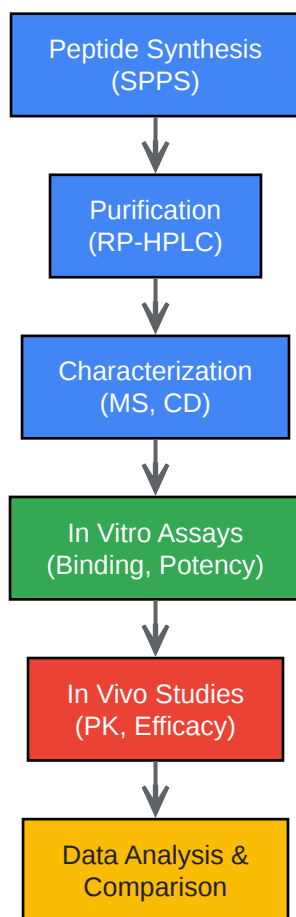 Peptide Synthesis
(SPPS)
Purification
(RP-HPLC)
Characterization
(MS, CD)
In Vitro Assays
(Binding, Potency)
In Vivo Studies
(PK, Efficacy)
Data Analysis &
Comparison